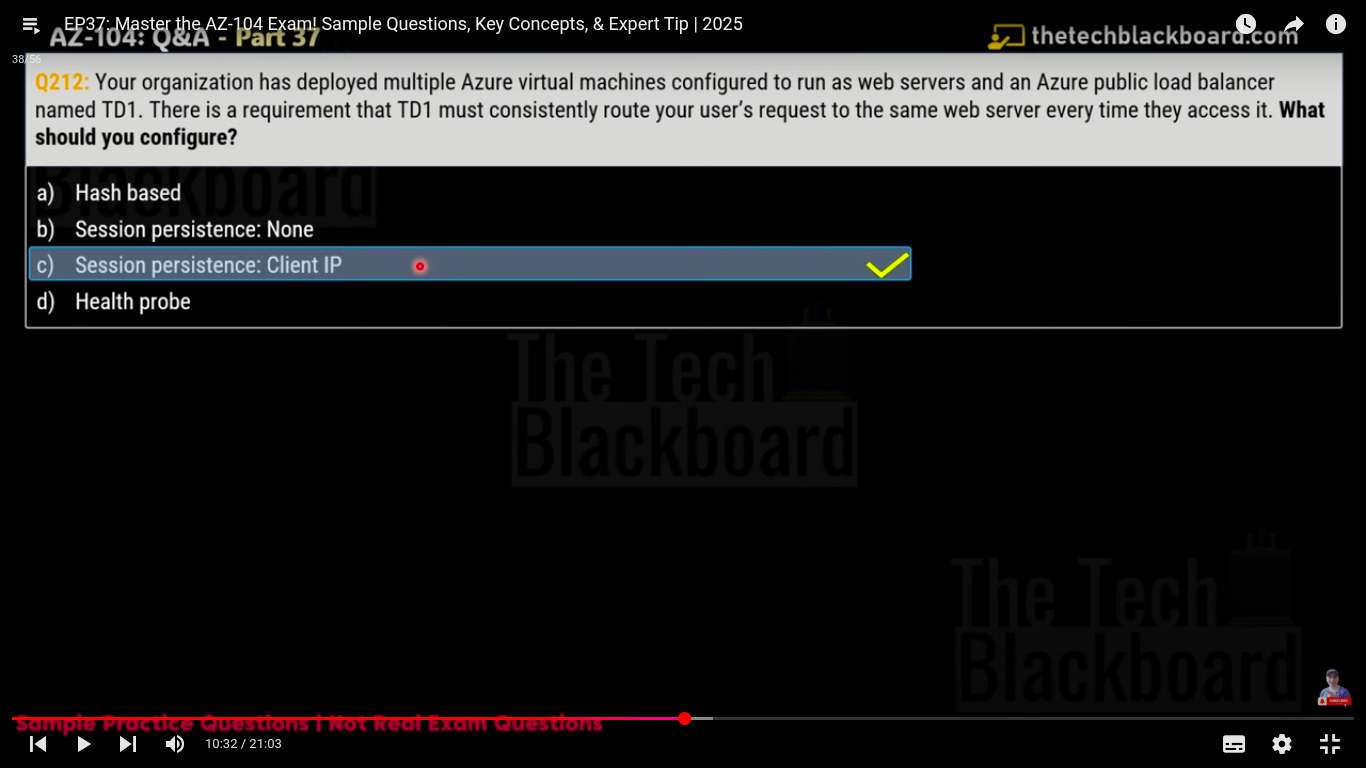 EP37: Master the AZ-104 Exam! Sample Questions, Key Concepts, & Expert Tip | 2025
AZ-104: Q&A - Part 37
thetechblackboard.com
38/56
Q212: Your organization has deployed multiple Azure virtual machines configured to run as web servers and an Azure public load balancer
named TD1. There is a requirement that TD1 must consistently route your user’s request to the same web server every time they access it. What
should you configure?
Blackboard
a) Hash based
b) Session persistence: None
c) Session persistence: Client IP
d) Health probe
The Tech
Blackboard
The Tech
Blackboard
Sample Practice Questions | Not Real Exam Questions
10:32 / 21:03